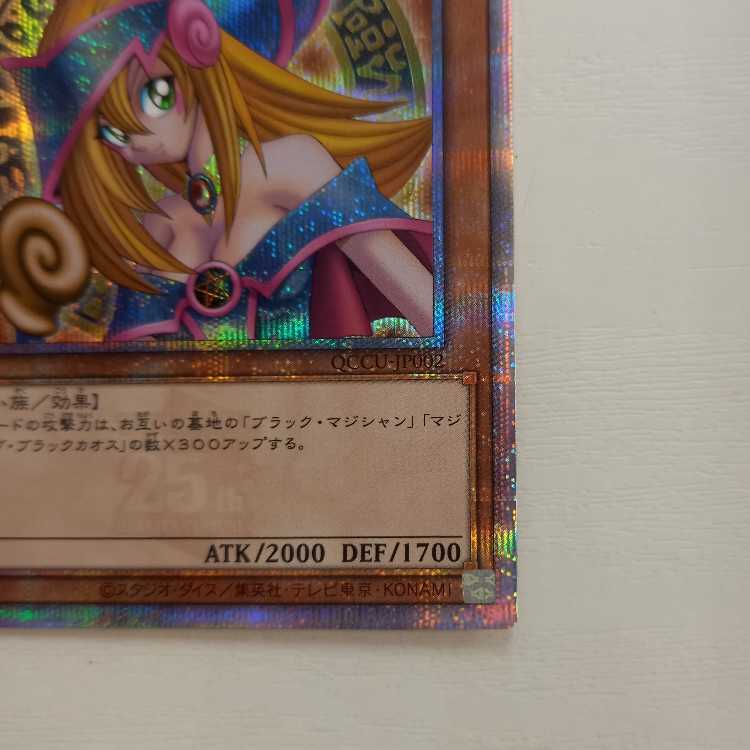 QCCU-JP002
い族／効果】
ードの攻撃力は、お互いの墓地の「ブラック・マジシャン」「マジ
・ブラックカオス」の数×３００アップする。
25th
ATK/2000 DEF/1700
©スタジオ・ダイス／集英社・テレビ東京・KONAMI